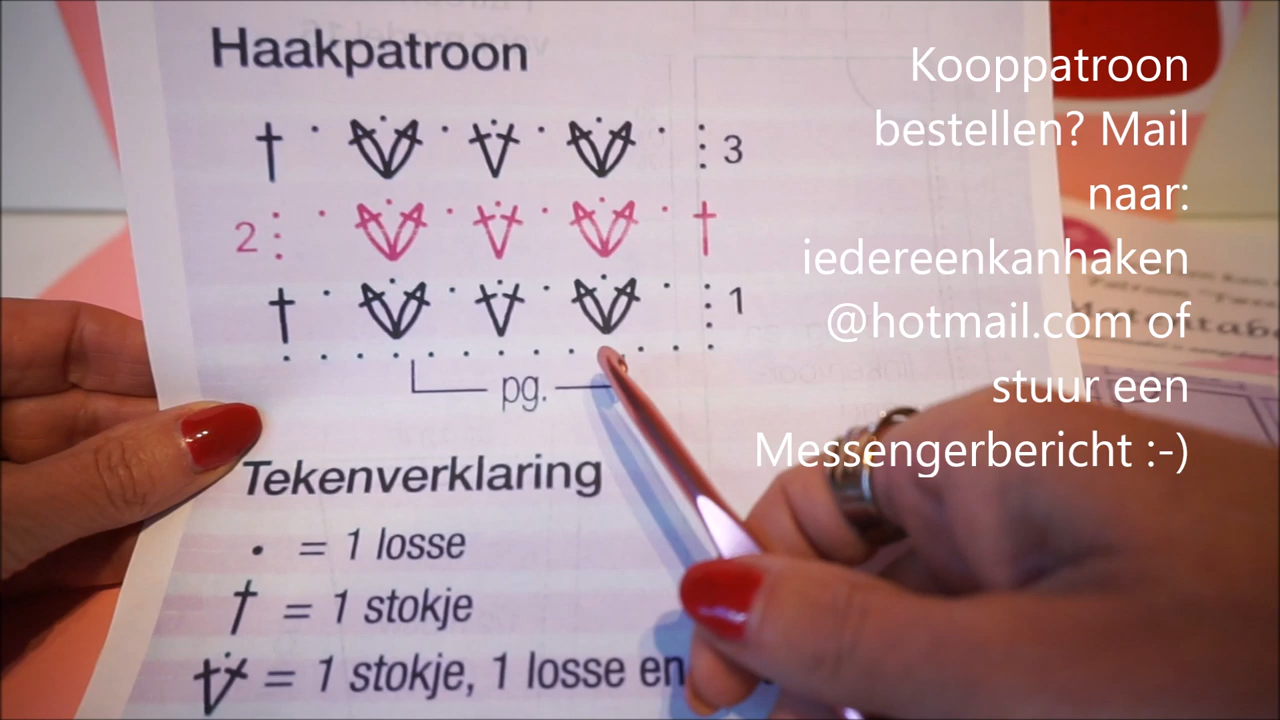 Haakpatroon
3
2
1
pg.
Tekenverklaring
. = 1 losse
† = 1 stokje
= 1 stokje, 1 losse en
Kooppatroon
bestellen? Mail
naar:
iedereenkanhaken
@hotmail.com of
stuur een
Messengerbericht :-)